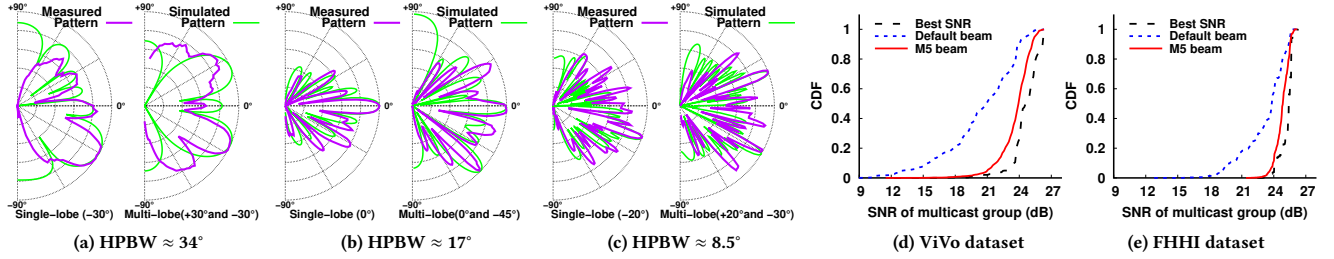 +90° Measured Pattern
+90° Simulated Pattern
0°
−90° Single−lobe (−30°)
−90° Multi−lobe(+30°and −30°)
(a) HPBW ≈ 34°
+90° Measured Pattern
+90° Simulated Pattern
0°
−90° Single−lobe (0°)
−90° Multi−lobe(0°and −45°)
(b) HPBW ≈ 17°
+90° Measured Pattern
+90° Simulated Pattern
0°
−90° Single−lobe (−20°)
−90° Multi−lobe(+20°and −30°)
(c) HPBW ≈ 8.5°
CDF
1
0.8
0.6
0.4
0.2
0
Best SNR
Default beam
M5 beam
9 12 15 18 21 24 27
SNR of multicast group (dB)
(d) ViVo dataset
CDF
1
0.8
0.6
0.4
0.2
0
Best SNR
Default beam
M5 beam
9 12 15 18 21 24 27
SNR of multicast group (dB)
(e) FHHI dataset